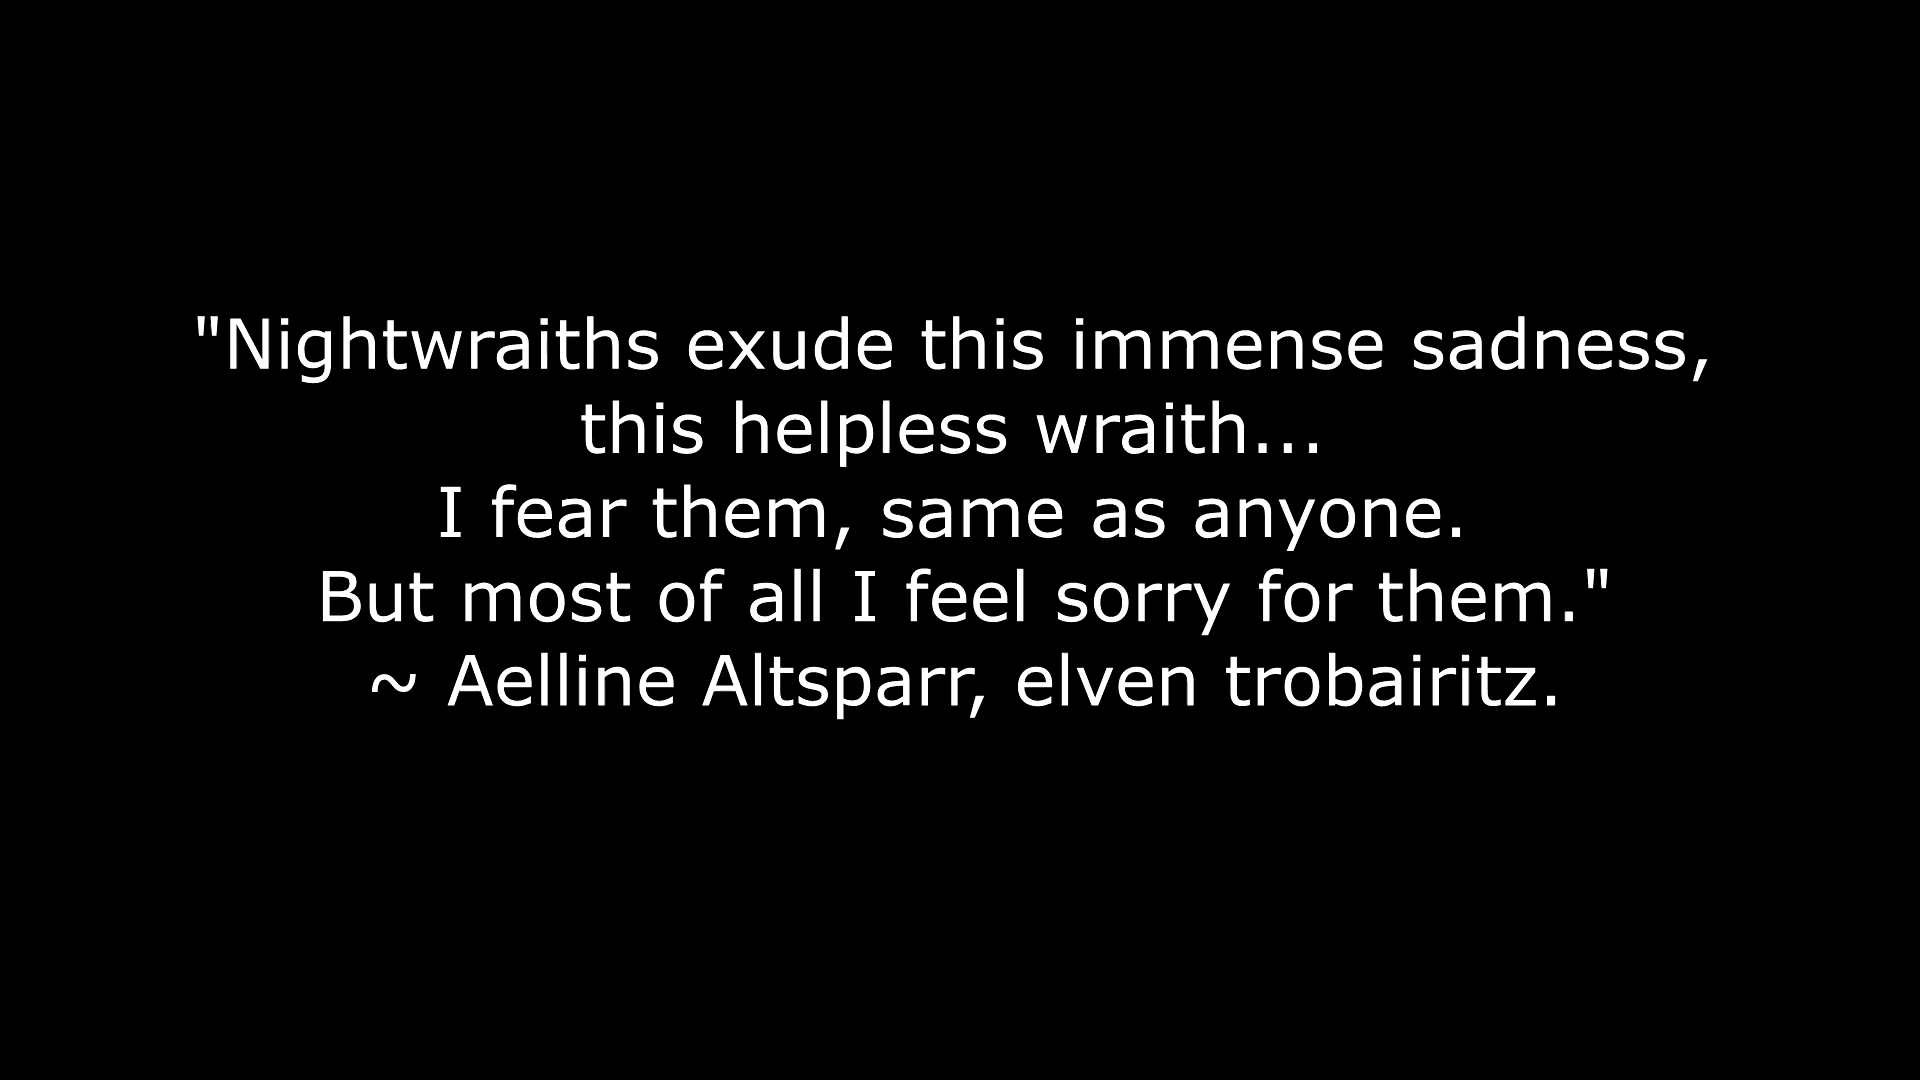 "Nightwraiths exude this immense sadness,
this helpless wraith...
I fear them, same as anyone.
But most of all I feel sorry for them."
~ Aelline Altsparr, elven trobairitz.